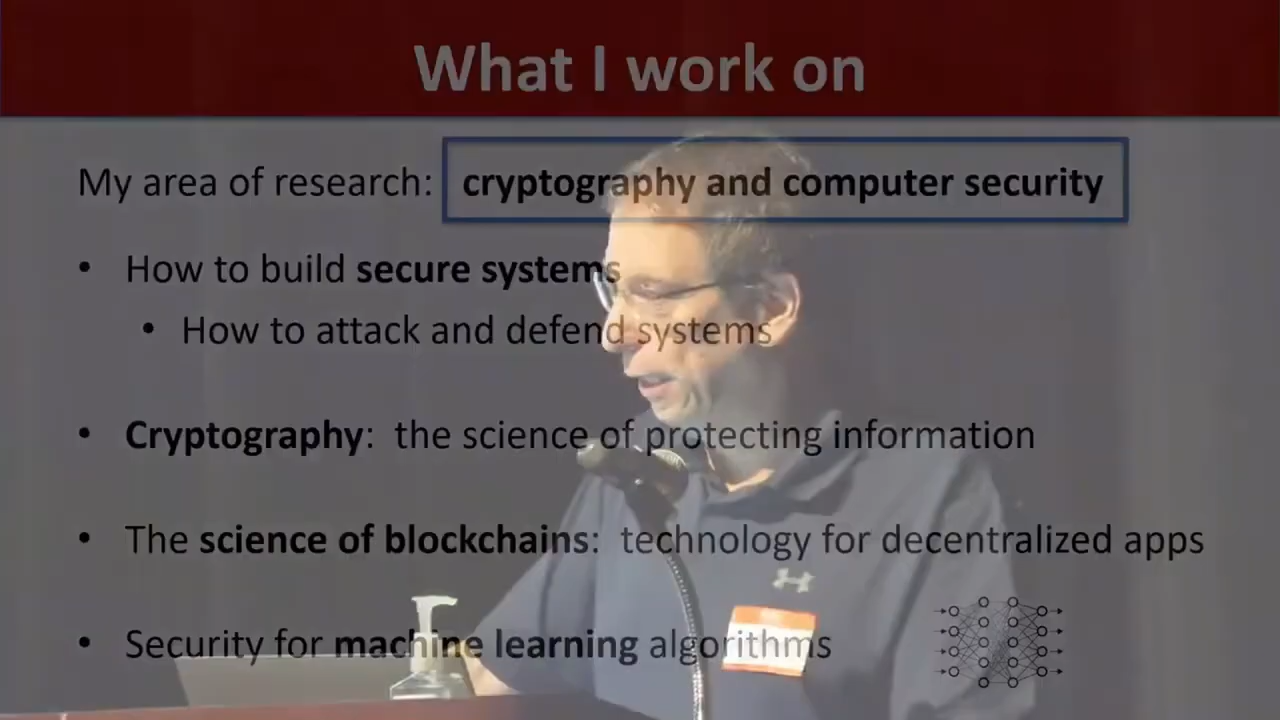 What I work on
My area of research: cryptography and computer security
• How to build secure systems
• How to attack and defend systems
• Cryptography: the science of protecting information
• The science of blockchains: technology for decentralized apps
• Security for machine learning algorithms